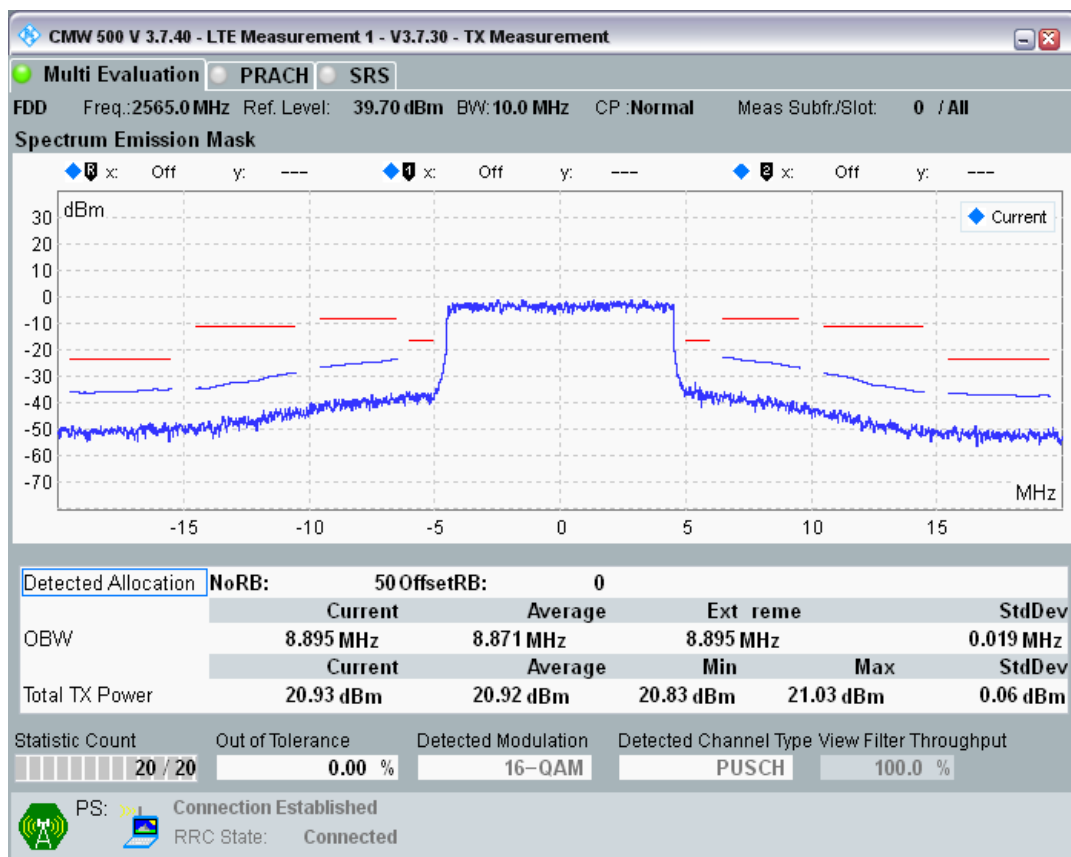 CMW 500 V 3.7.40 - LTE Measurement 1 - V3.7.30 - TX Measurement
Multi Evaluation PRACH SRS
FDD Freq.:2565.0 MHz Ref. Level: 39.70 dBm BW: 10.0 MHz CP :Normal Meas Subfr./Slot: 0 / All
Spectrum Emission Mask
R x: Off y: --- 1 x: Off y: --- 2 x: Off y: ---
dBm
Current
30
20
10
0
-10
-20
-30
-40
-50
-60
-70
MHz
-15 -10 -5 0 5 10 15
Detected Allocation NoRB: 50 OffsetRB: 0
Current Average Ext reme StdDev
OBW 8.895 MHz 8.871 MHz 8.895 MHz 0.019 MHz
Current Average Min Max StdDev
Total TX Power 20.93 dBm 20.92 dBm 20.83 dBm 21.03 dBm 0.06 dBm
Statistic Count Out of Tolerance Detected Modulation Detected Channel Type View Filter Throughput
20 / 20 0.00 % 16-QAM PUSCH 100.0 %
PS: Connection Established
RRC State: Connected